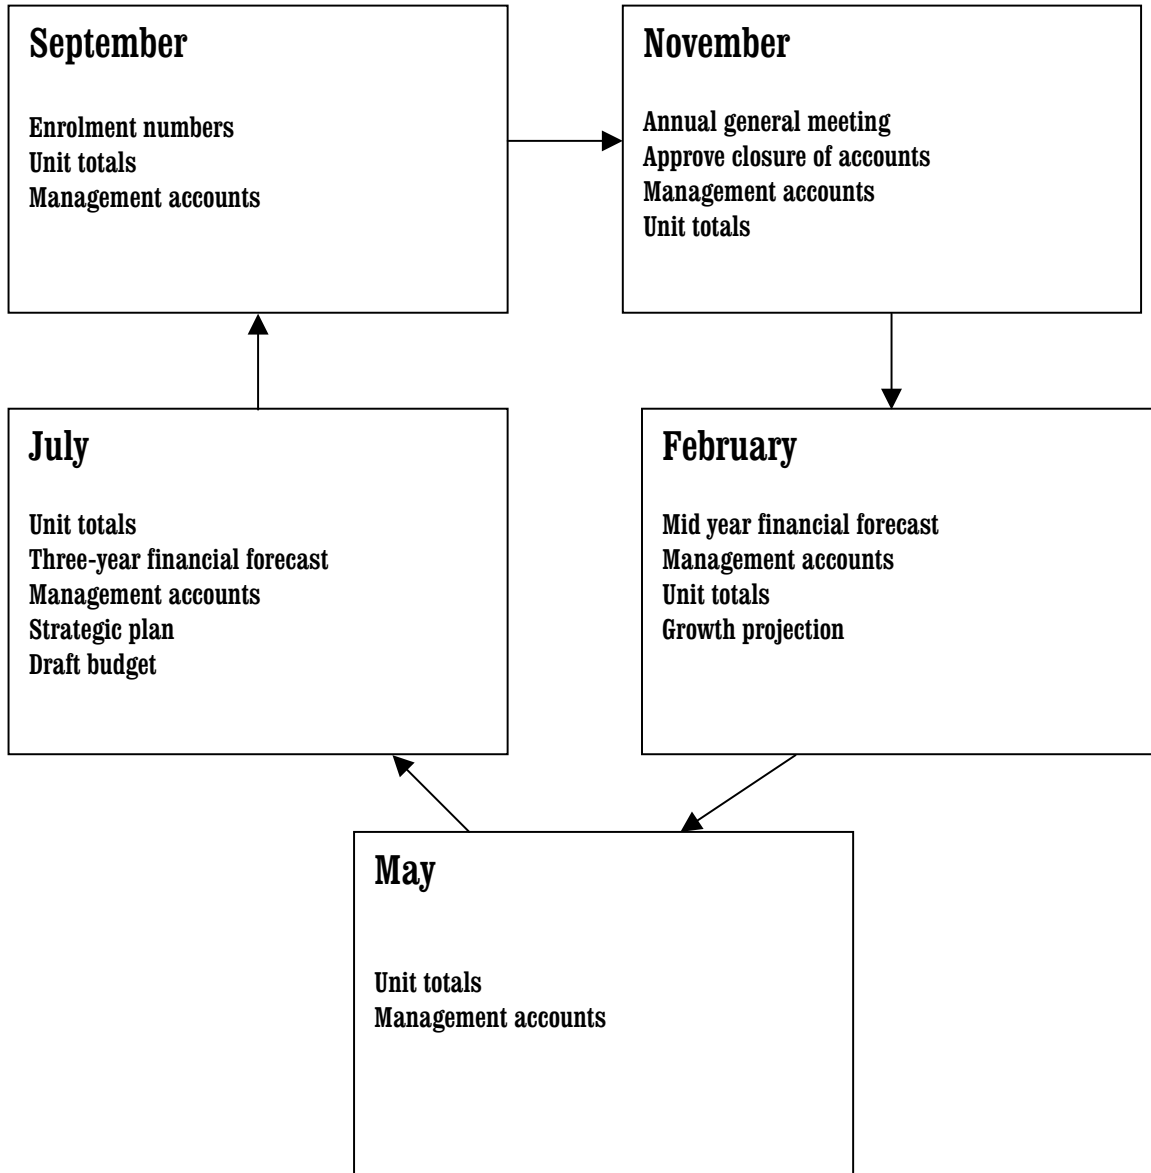 September
Enrolment numbers
Unit totals
Management accounts
November
Annual general meeting
Approve closure of accounts
Management accounts
Unit totals
July
Unit totals
Three-year financial forecast
Management accounts
Strategic plan
Draft budget
February
Mid year financial forecast
Management accounts
Unit totals
Growth projection
May
Unit totals
Management accounts